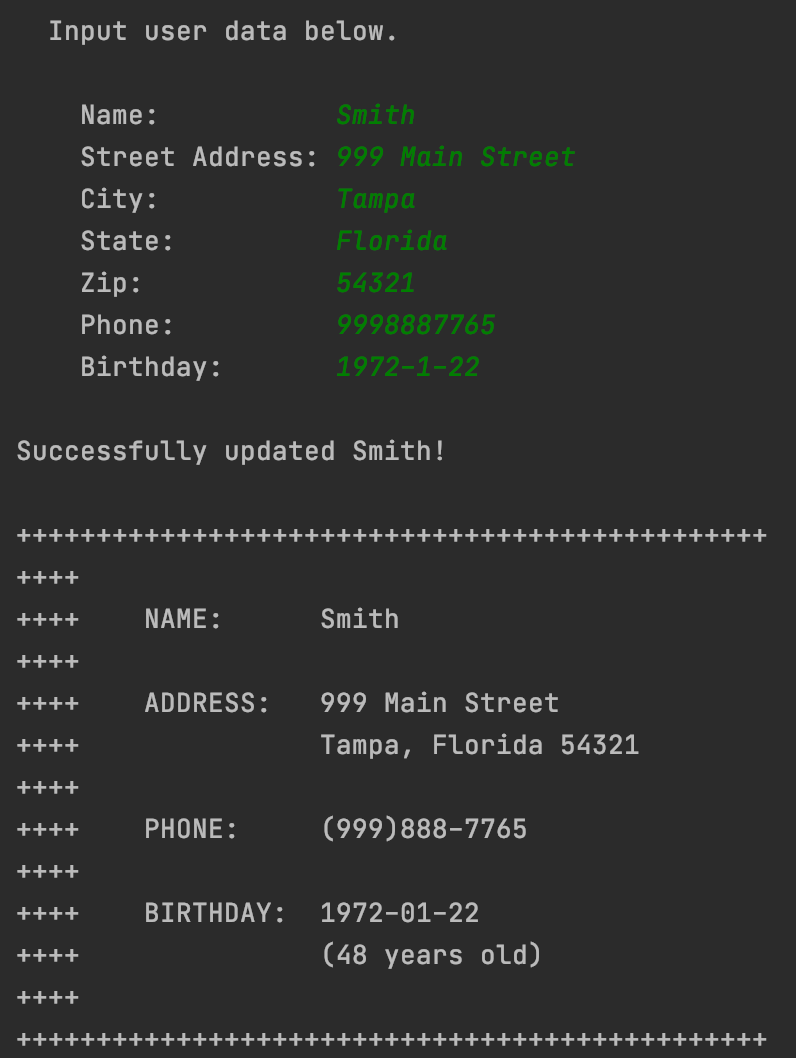 Input user data below.
Name: Smith
Street Address: 999 Main Street
City: Tampa
State: Florida
Zip: 54321
Phone: 9998887765
Birthday: 1972-1-22
Successfully updated Smith!
+++++++++++++++++++++++++++++++++++++++++++++++
++++
++++ NAME: Smith
++++
++++ ADDRESS: 999 Main Street
++++ Tampa, Florida 54321
++++
++++ PHONE: (999)888-7765
++++
++++ BIRTHDAY: 1972-01-22
++++ (48 years old)
++++
+++++++++++++++++++++++++++++++++++++++++++++++